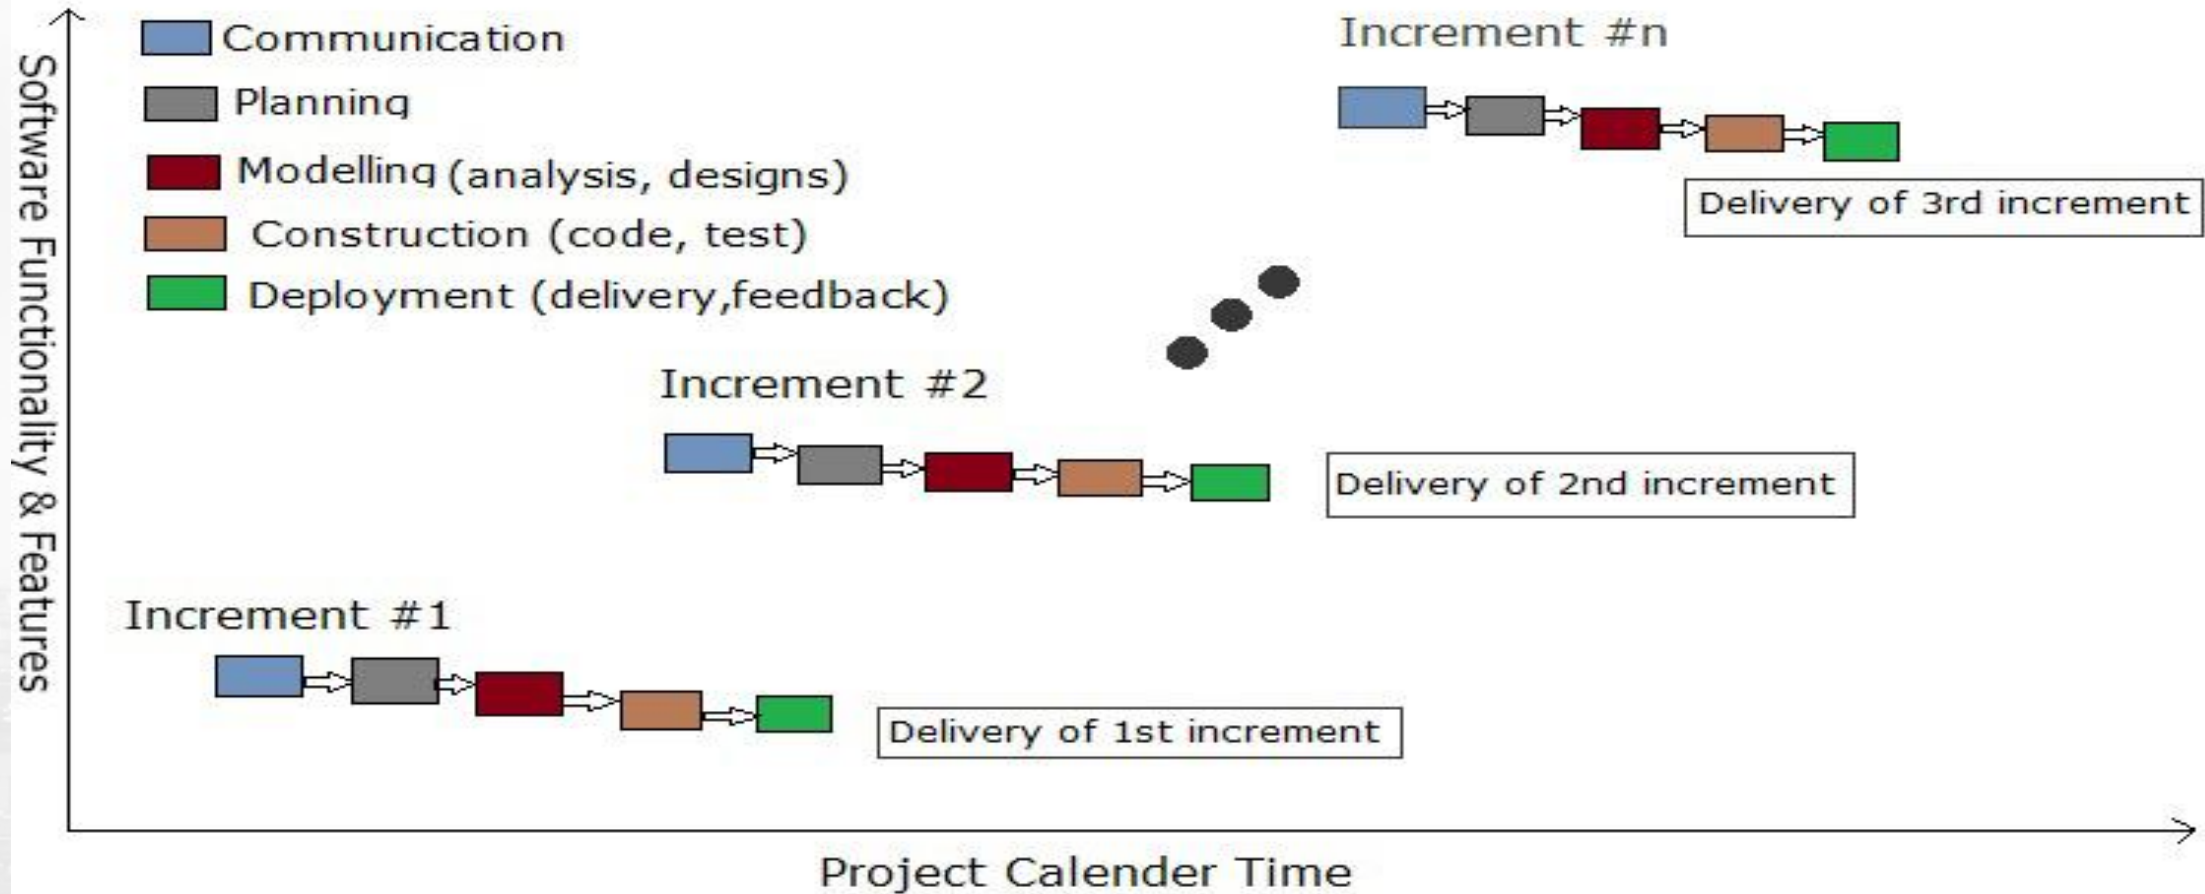 Software Functionality & Features
Communication
Planning
Modelling (analysis, designs)
Construction (code, test)
Deployment (delivery,feedback)
Increment #n
Delivery of 3rd increment
Increment #2
Delivery of 2nd increment
Increment #1
Delivery of 1st increment
Project Calender Time